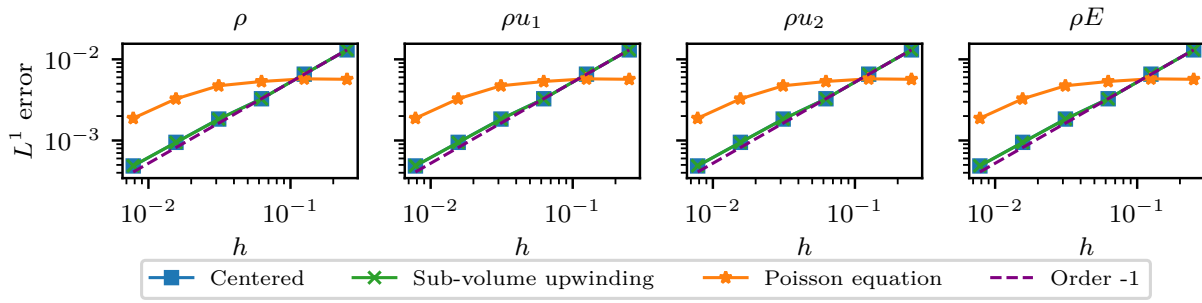 ρ ρu₁ ρu₂ ρE
L¹ error
10⁻²
10⁻³
10⁻² 10⁻¹ 10⁻² 10⁻¹ 10⁻² 10⁻¹ 10⁻² 10⁻¹
h h h h
Centered Sub-volume upwinding Poisson equation Order -1